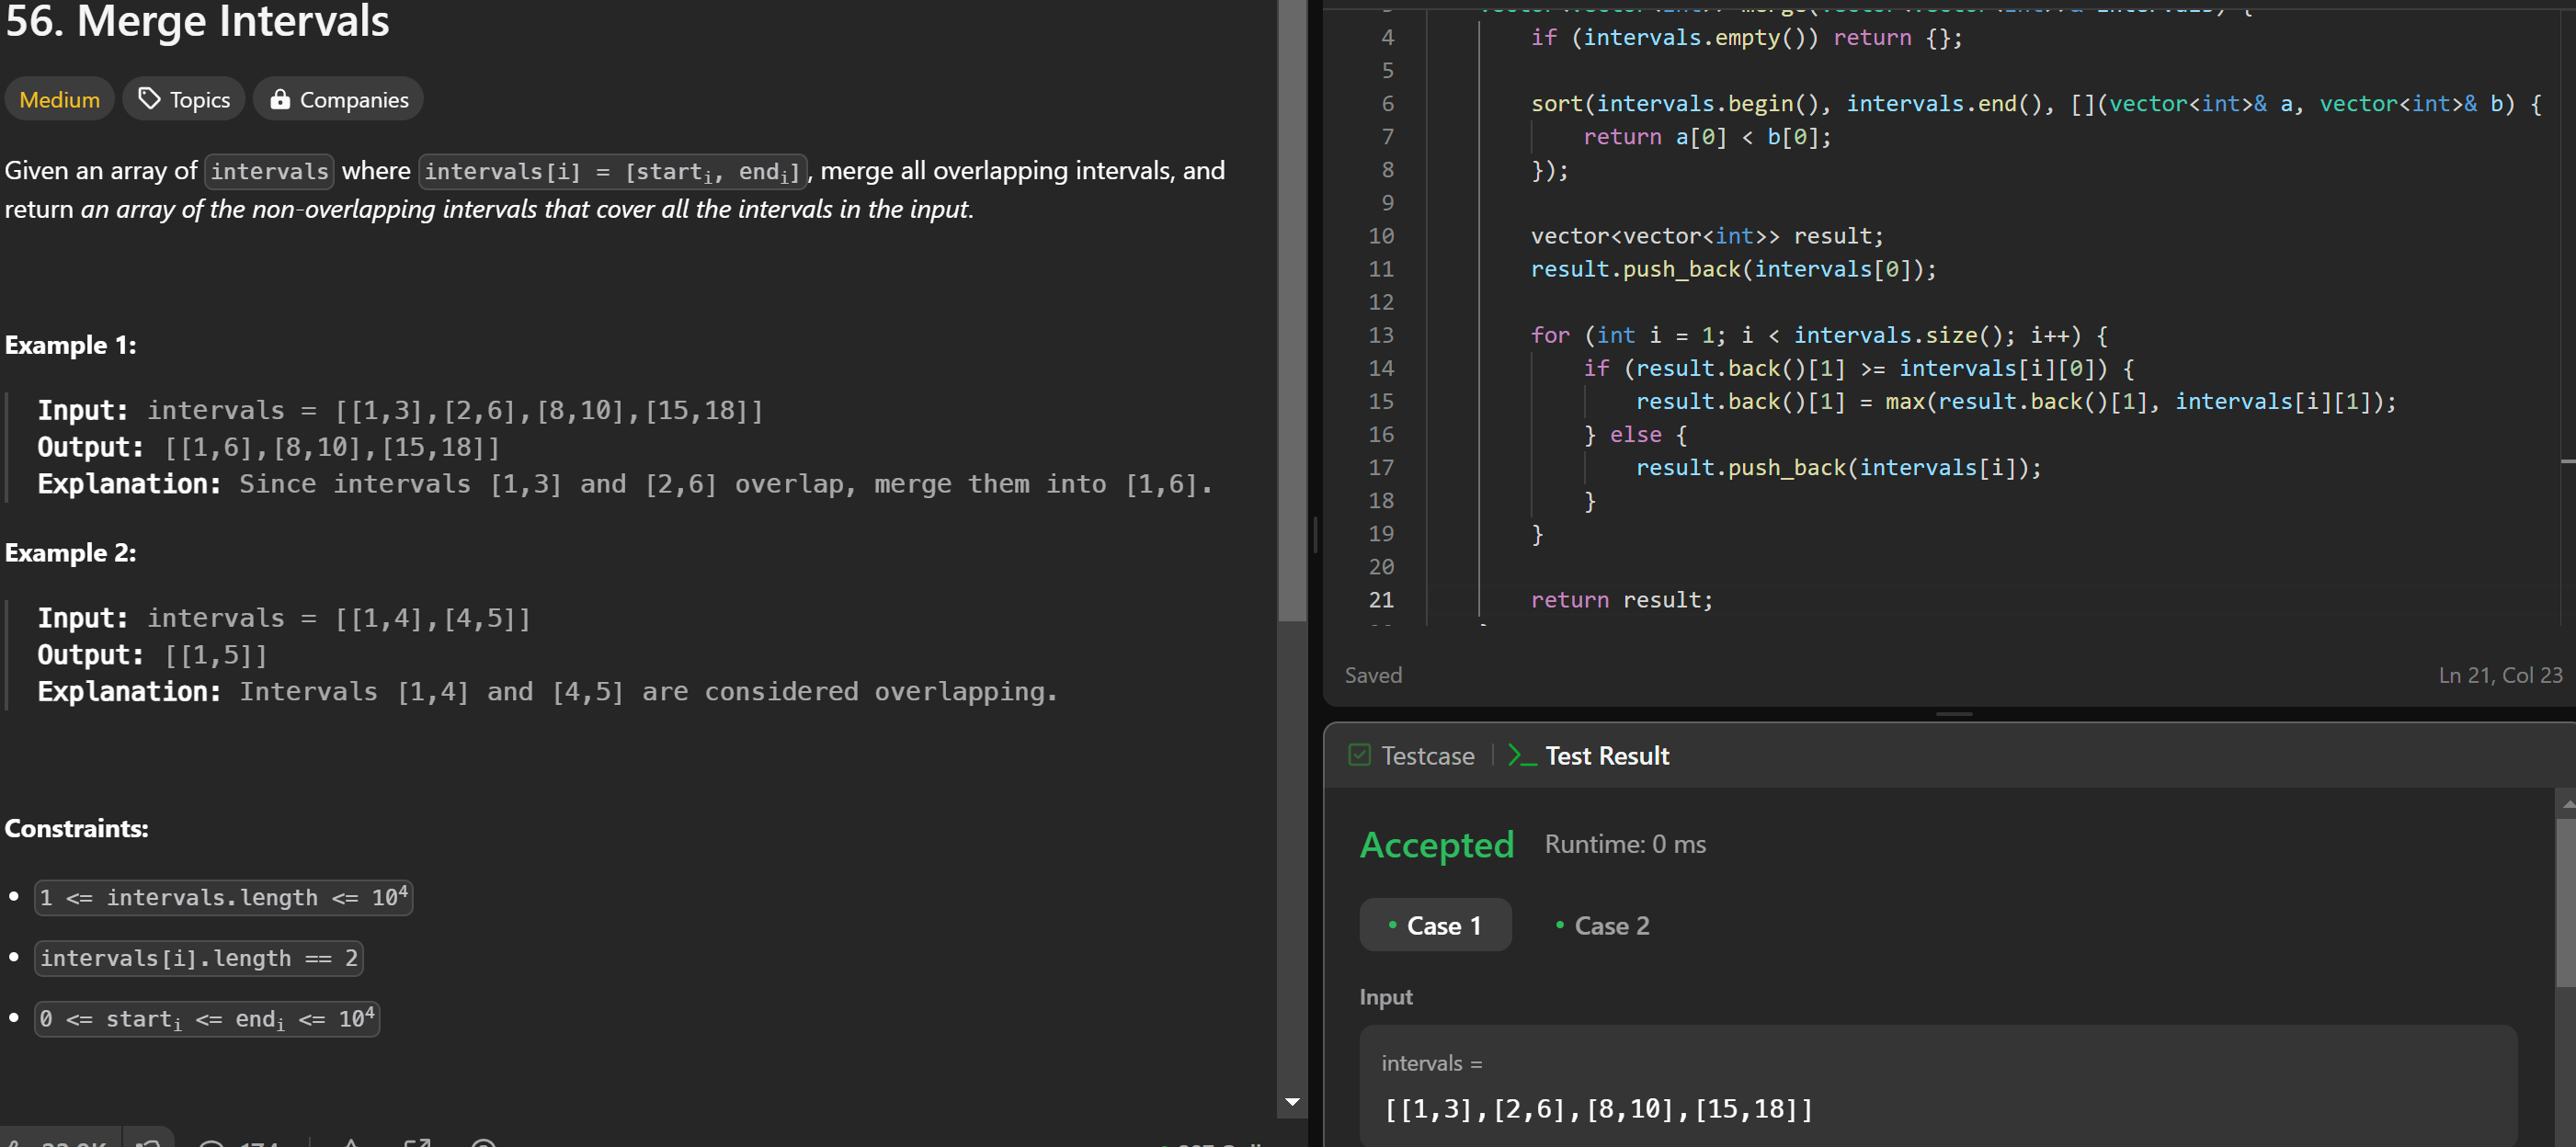 56. Merge Intervals
Medium Topics Companies
Given an array of intervals where intervals[i] = [starti, endi], merge all overlapping intervals, and
return an array of the non-overlapping intervals that cover all the intervals in the input.
Example 1:
Input: intervals = [[1,3],[2,6],[8,10],[15,18]]
Output: [[1,6],[8,10],[15,18]]
Explanation: Since intervals [1,3] and [2,6] overlap, merge them into [1,6].
Example 2:
Input: intervals = [[1,4],[4,5]]
Output: [[1,5]]
Explanation: Intervals [1,4] and [4,5] are considered overlapping.
Constraints:
• 1 <= intervals.length <= 10⁴
• intervals[i].length == 2
• 0 <= starti <= endi <= 10⁴
4 if (intervals.empty()) return {};
5
6 sort(intervals.begin(), intervals.end(), [](vector<int>& a, vector<int>& b) {
7 return a[0] < b[0];
8 });
9
10 vector<vector<int>> result;
11 result.push_back(intervals[0]);
12
13 for (int i = 1; i < intervals.size(); i++) {
14 if (result.back()[1] >= intervals[i][0]) {
15 result.back()[1] = max(result.back()[1], intervals[i][1]);
16 } else {
17 result.push_back(intervals[i]);
18 }
19 }
20
21 return result;
Saved
Ln 21, Col 23
Testcase
Test Result
Accepted Runtime: 0 ms
• Case 1 • Case 2
Input
intervals =
[[1,3],[2,6],[8,10],[15,18]]